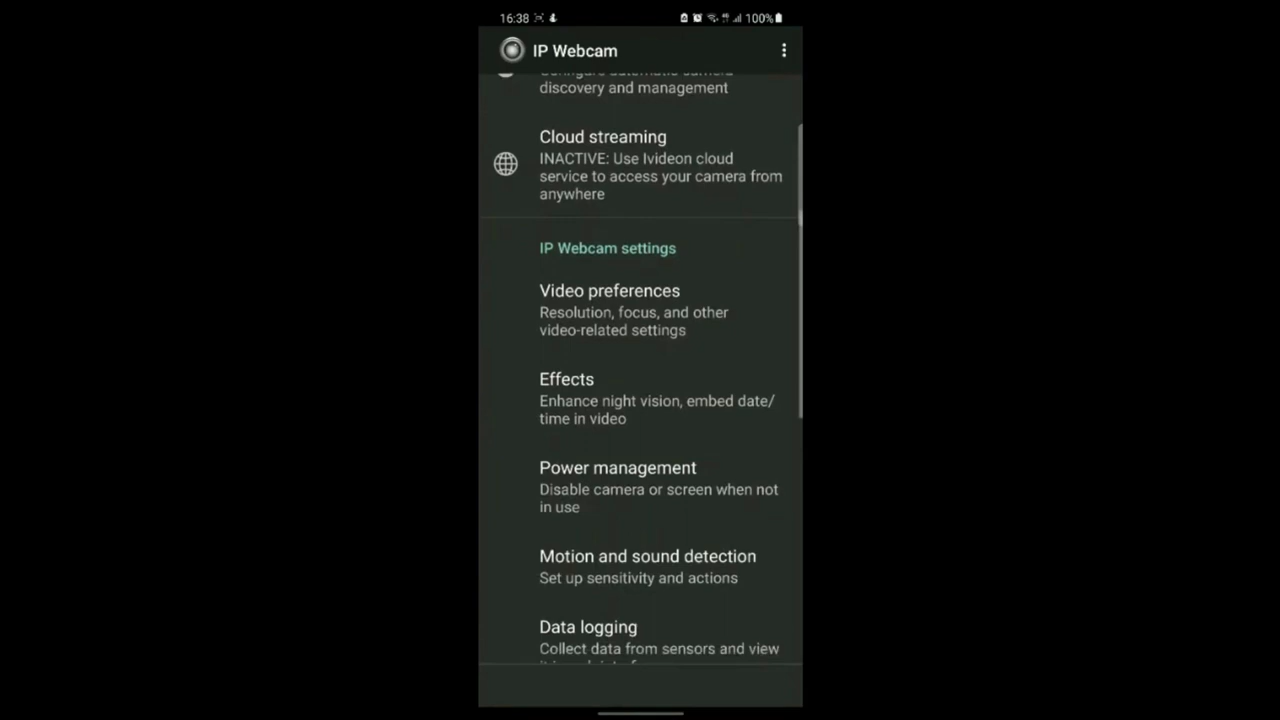 16:38 100%
IP Webcam
Configure automatic camera
discovery and management
Cloud streaming
INACTIVE: Use Ivideon cloud
service to access your camera from
anywhere
IP Webcam settings
Video preferences
Resolution, focus, and other
video-related settings
Effects
Enhance night vision, embed date/
time in video
Power management
Disable camera or screen when not
in use
Motion and sound detection
Set up sensitivity and actions
Data logging
Collect data from sensors and view